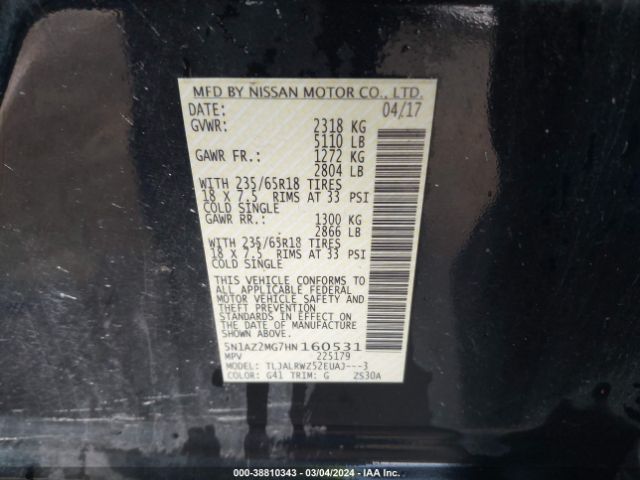 MFD BY NISSAN MOTOR CO., LTD.
DATE: 04/17
GVWR: 2318 KG
5110 LB
GAWR FR.: 1272 KG
2804 LB
WITH 235/65R18 TIRES
18 X 7.5 RIMS AT 33 PSI
COLD SINGLE
GAWR RR.: 1300 KG
2866 LB
WITH 235/65R18 TIRES
18 X 7.5 RIMS AT 33 PSI
COLD SINGLE
THIS VEHICLE CONFORMS TO
ALL APPLICABLE FEDERAL
MOTOR VEHICLE SAFETY AND
THEFT PREVENTION
STANDARDS IN EFFECT ON
THE DATE OF MANUFACTURE
SHOWN ABOVE.
5N1AZ2MG7HN160531
MPV 225179
MODEL: TLJALRWZ52EUAJ---3
COLOR: G41 TRIM: G ZS30A
000-38810343 - 03/04/2024 - IAA Inc.